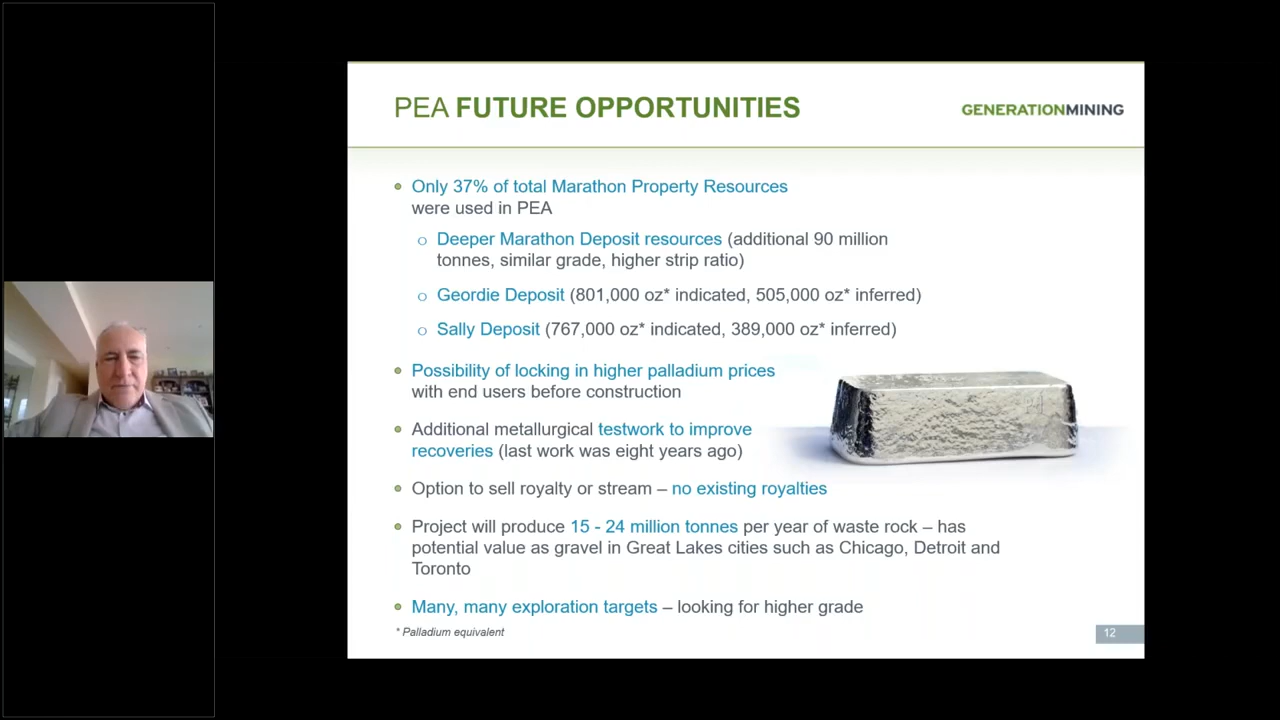 PEA FUTURE OPPORTUNITIES
GENERATIONMINING
Only 37% of total Marathon Property Resources
were used in PEA
Deeper Marathon Deposit resources (additional 90 million
tonnes, similar grade, higher strip ratio)
Geordie Deposit (801,000 oz* indicated, 505,000 oz* inferred)
Sally Deposit (767,000 oz* indicated, 389,000 oz* inferred)
Possibility of locking in higher palladium prices
with end users before construction
Additional metallurgical testwork to improve
recoveries (last work was eight years ago)
Option to sell royalty or stream – no existing royalties
Project will produce 15 - 24 million tonnes per year of waste rock – has
potential value as gravel in Great Lakes cities such as Chicago, Detroit and
Toronto
Many, many exploration targets – looking for higher grade
* Palladium equivalent
12